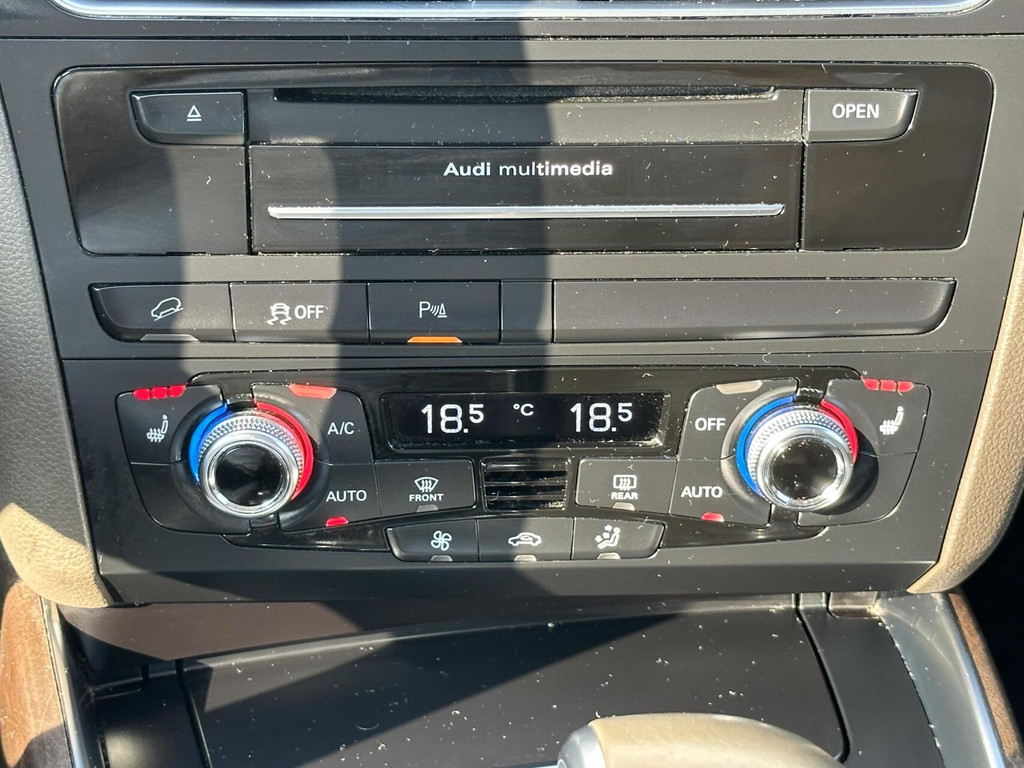 OPEN
Audi multimedia
OFF
P
18.5 °C 18.5
A/C
OFF
AUTO
FRONT
REAR
AUTO